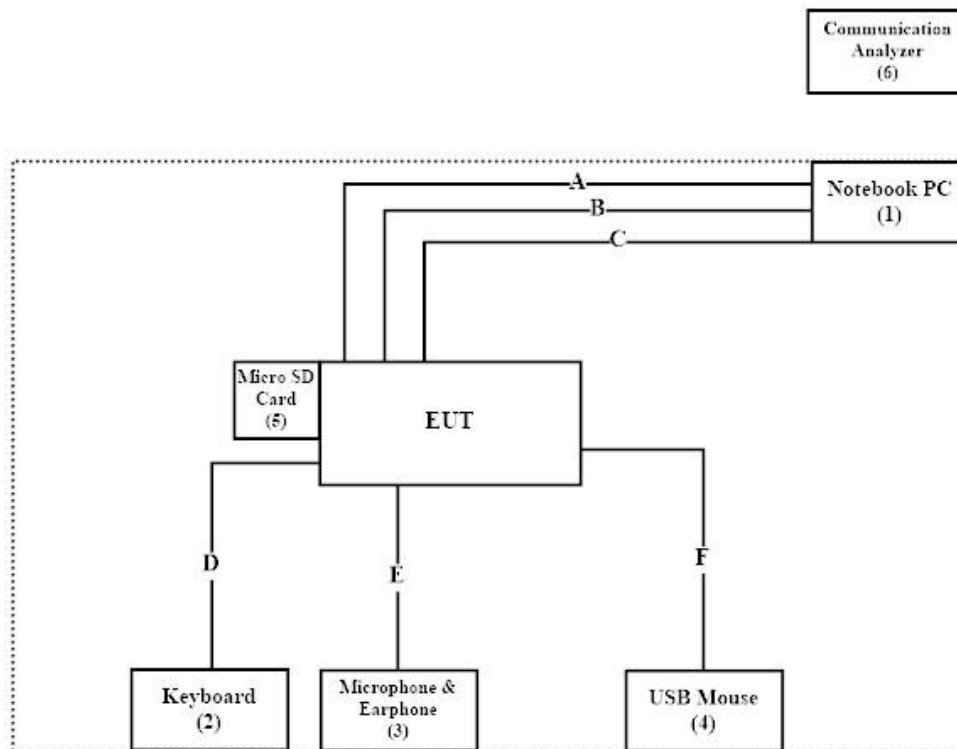 Communication
Analyzer
(6)
A
Notebook PC
B
(1)
C
Micro SD
Card
(5)
EUT
D
E
F
Keyboard
(2)
Microphone &
Earphone
(3)
USB Mouse
(4)